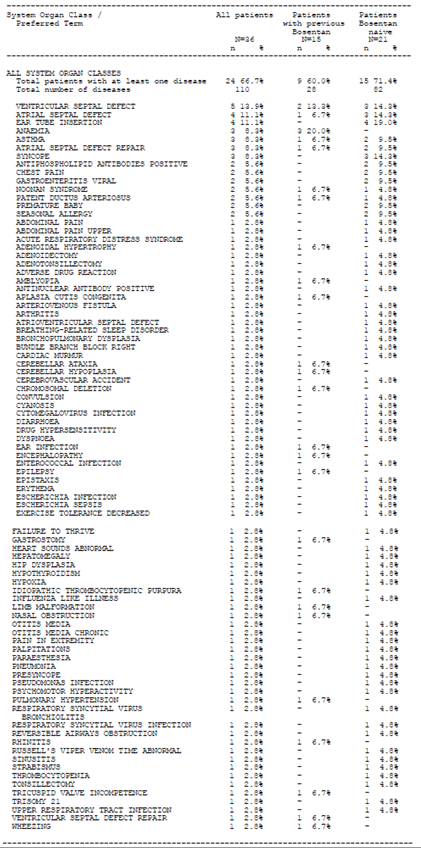 System Organ Class / All patients Patients Patients
Preferred Term with previous Bosentan
Bosentan naive
N=36 N=15 N=21
n % n % n %
ALL SYSTEM ORGAN CLASSES
Total patients with at least one disease 24 66.7% 9 60.0% 15 71.4%
Total number of diseases 110 28 82
VENTRICULAR SEPTAL DEFECT 5 13.9% 2 13.3% 3 14.3%
ATRIAL SEPTAL DEFECT 4 11.1% 1 6.7% 3 14.3%
EAR TUBE INSERTION 4 11.1% - 4 19.0%
ANAEMIA 3 8.3% 3 20.0% -
ASTHMA 3 8.3% 1 6.7% 2 9.5%
ATRIAL SEPTAL DEFECT REPAIR 3 8.3% 1 6.7% 2 9.5%
SYNCOPE 3 8.3% - 3 14.3%
ANTIPHOSPHOLIPID ANTIBODIES POSITIVE 2 5.6% - 2 9.5%
CHEST PAIN 2 5.6% - 2 9.5%
GASTROENTERITIS VIRAL 2 5.6% - 2 9.5%
NOONAN SYNDROME 2 5.6% 1 6.7% 1 4.8%
PATENT DUCTUS ARTERIOSUS 2 5.6% 1 6.7% 1 4.8%
PREMATURE BABY 2 5.6% - 2 9.5%
SEASONAL ALLERGY 2 5.6% - 2 9.5%
ABDOMINAL PAIN 1 2.8% - 1 4.8%
ABDOMINAL PAIN UPPER 1 2.8% - 1 4.8%
ACUTE RESPIRATORY DISTRESS SYNDROME 1 2.8% - 1 4.8%
ADENOIDAL HYPERTROPHY 1 2.8% 1 6.7% -
ADENOIDECTOMY 1 2.8% - 1 4.8%
ADENOTONSILLECTOMY 1 2.8% - 1 4.8%
ADVERSE DRUG REACTION 1 2.8% - 1 4.8%
AMBLYOPIA 1 2.8% 1 6.7% -
ANTINUCLEAR ANTIBODY POSITIVE 1 2.8% - 1 4.8%
APLASIA CUTIS CONGENITA 1 2.8% 1 6.7% -
ARTERIOVENOUS FISTULA 1 2.8% - 1 4.8%
ARTHRITIS 1 2.8% - 1 4.8%
ATRIOVENTRICULAR SEPTAL DEFECT 1 2.8% - 1 4.8%
BREATHING-RELATED SLEEP DISORDER 1 2.8% - 1 4.8%
BRONCHOPULMONARY DYSPLASIA 1 2.8% - 1 4.8%
BUNDLE BRANCH BLOCK RIGHT 1 2.8% - 1 4.8%
CARDIAC MURMUR 1 2.8% - 1 4.8%
CEREBELLAR ATAXIA 1 2.8% 1 6.7% -
CEREBELLAR HYPOPLASIA 1 2.8% 1 6.7% -
CEREBROVASCULAR ACCIDENT 1 2.8% - 1 4.8%
CHROMOSOMAL DELETION 1 2.8% 1 6.7% -
CONVULSION 1 2.8% - 1 4.8%
CYANOSIS 1 2.8% - 1 4.8%
CYTOMEGALOVIRUS INFECTION 1 2.8% - 1 4.8%
DIARRHOEA 1 2.8% - 1 4.8%
DRUG HYPERSENSITIVITY 1 2.8% - 1 4.8%
DYSPNOEA 1 2.8% - 1 4.8%
EAR INFECTION 1 2.8% 1 6.7% -
ENCEPHALOPATHY 1 2.8% 1 6.7% -
ENTEROCOCCAL INFECTION 1 2.8% - 1 4.8%
EPILEPSY 1 2.8% 1 6.7% -
EPISTAXIS 1 2.8% - 1 4.8%
ERYTHEMA 1 2.8% - 1 4.8%
ESCHERICHIA INFECTION 1 2.8% - 1 4.8%
ESCHERICHIA SEPSIS 1 2.8% - 1 4.8%
EXERCISE TOLERANCE DECREASED 1 2.8% - 1 4.8%
FAILURE TO THRIVE 1 2.8% - 1 4.8%
GASTROSTOMY 1 2.8% 1 6.7% -
HEART SOUNDS ABNORMAL 1 2.8% - 1 4.8%
HEPATOMEGALY 1 2.8% - 1 4.8%
HIP DYSPLASIA 1 2.8% - 1 4.8%
HYPOTHYROIDISM 1 2.8% - 1 4.8%
HYPOXIA 1 2.8% - 1 4.8%
IDIOPATHIC THROMBOCYTOPENIC PURPURA 1 2.8% 1 6.7% -
INFLUENZA LIKE ILLNESS 1 2.8% - 1 4.8%
LIMB MALFORMATION 1 2.8% 1 6.7% -
NASAL OBSTRUCTION 1 2.8% 1 6.7% -
OTITIS MEDIA 1 2.8% - 1 4.8%
OTITIS MEDIA CHRONIC 1 2.8% - 1 4.8%
PAIN IN EXTREMITY 1 2.8% - 1 4.8%
PALPITATIONS 1 2.8% - 1 4.8%
PARAESTHESIA 1 2.8% - 1 4.8%
PNEUMONIA 1 2.8% - 1 4.8%
PRESYNCOPE 1 2.8% - 1 4.8%
PSEUDOMONAS INFECTION 1 2.8% - 1 4.8%
PSYCHOMOTOR HYPERACTIVITY 1 2.8% - 1 4.8%
PULMONARY HYPERTENSION 1 2.8% 1 6.7% -
RESPIRATORY SYNCYTIAL VIRUS 1 2.8% - 1 4.8%
BRONCHIOLITIS
RESPIRATORY SYNCYTIAL VIRUS INFECTION 1 2.8% - 1 4.8%
REVERSIBLE AIRWAYS OBSTRUCTION 1 2.8% - 1 4.8%
RHINITIS 1 2.8% 1 6.7% -
RUSSELL'S VIPER VENOM TIME ABNORMAL 1 2.8% - 1 4.8%
SINUSITIS 1 2.8% - 1 4.8%
STRABISMUS 1 2.8% - 1 4.8%
THROMBOCYTOPENIA 1 2.8% - 1 4.8%
TONSILLECTOMY 1 2.8% - 1 4.8%
TRICUSPID VALVE INCOMPETENCE 1 2.8% 1 6.7% -
TRISOMY 21 1 2.8% - 1 4.8%
UPPER RESPIRATORY TRACT INFECTION 1 2.8% - 1 4.8%
VENTRICULAR SEPTAL DEFECT REPAIR 1 2.8% 1 6.7% -
WHEEZING 1 2.8% 1 6.7% -